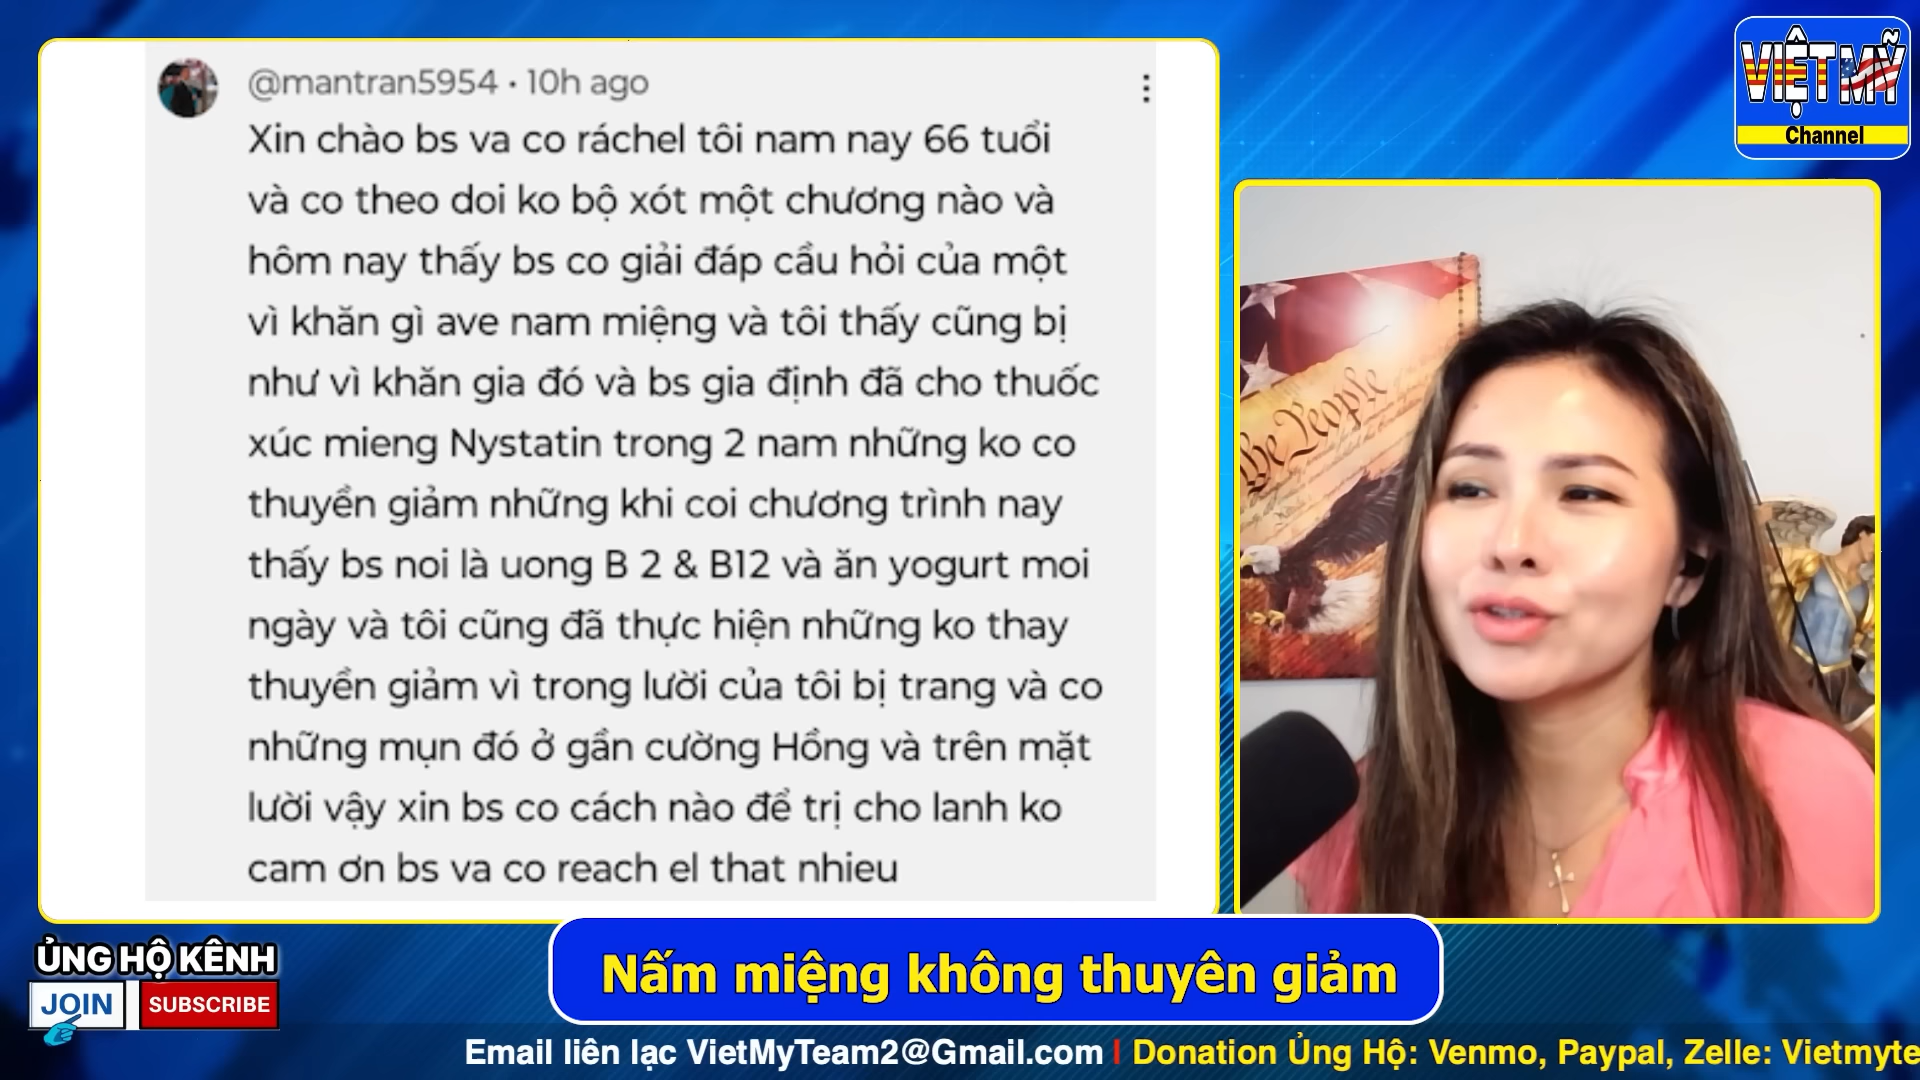 @mantran5954 · 10h ago
Xin chào bs va co ráchel tôi nam nay 66 tuổi
và co theo doi ko bộ xót một chương nào và
hôm nay thấy bs co giải đáp cầu hỏi của một
vì khăn gì ave nam miệng và tôi thấy cũng bị
như vì khăn gia đó và bs gia định đã cho thuốc
xúc mieng Nystatin trong 2 nam những ko co
thuyển giảm những khi coi chương trình nay
thấy bs noi là uong B 2 & B12 và ăn yogurt moi
ngày và tôi cũng đã thực hiện những ko thay
thuyển giảm vì trong lười của tôi bị trang và co
những mụn đó ở gần cường Hồng và trên mặt
lười vậy xin bs co cách nào để trị cho lanh ko
cam ơn bs va co reach el that nhieu
VIỆT MỸ
Channel
We People
ỦNG HỘ KÊNH
JOIN
SUBSCRIBE
Nấm miệng không thuyên giảm
Email liên lạc VietMyTeam2@Gmail.com | Donation Ủng Hộ: Venmo, Paypal, Zelle: Vietmyte